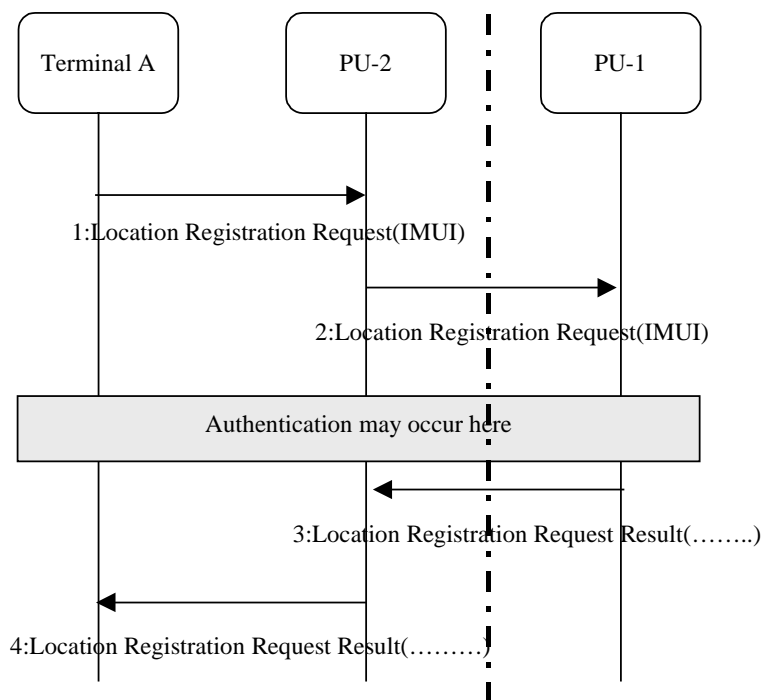 Terminal A
PU-2
PU-1
1:Location Registration Request(IMUI)
2:Location Registration Request(IMUI)
Authentication may occur here
3:Location Registration Request Result(……..)
4:Location Registration Request Result(………)